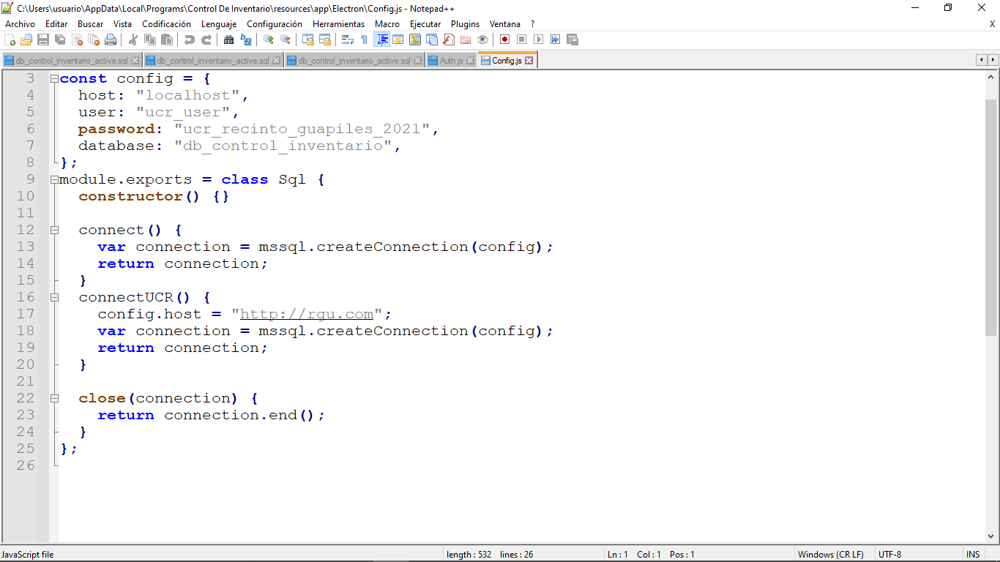 C:\Users\usuario\AppData\Local\Programs\Control De Inventario\resources\app\Electron\Config.js - Notepad++
Archivo Editar Buscar Vista Codificación Lenguaje Configuración Herramientas Macro Ejecutar Plugins Ventana ? X
db_control_inventario_active.sql db_control_inventario_active.sql db_control_inventario_active.sql Auth.js Config.js
3 const config = {
4 host: "localhost",
5 user: "ucr_user",
6 password: "ucr_recinto_guapiles_2021",
7 database: "db_control_inventario",
8 };
9 module.exports = class Sql {
10 constructor() {}
11
12 connect() {
13 var connection = mssql.createConnection(config);
14 return connection;
15 }
16 connectUCR() {
17 config.host = "http://rgu.com";
18 var connection = mssql.createConnection(config);
19 return connection;
20 }
21
22 close(connection) {
23 return connection.end();
24 }
25 };
26
JavaScript file length : 532 lines : 26 Ln : 1 Col : 1 Pos : 1 Windows (CR LF) UTF-8 INS